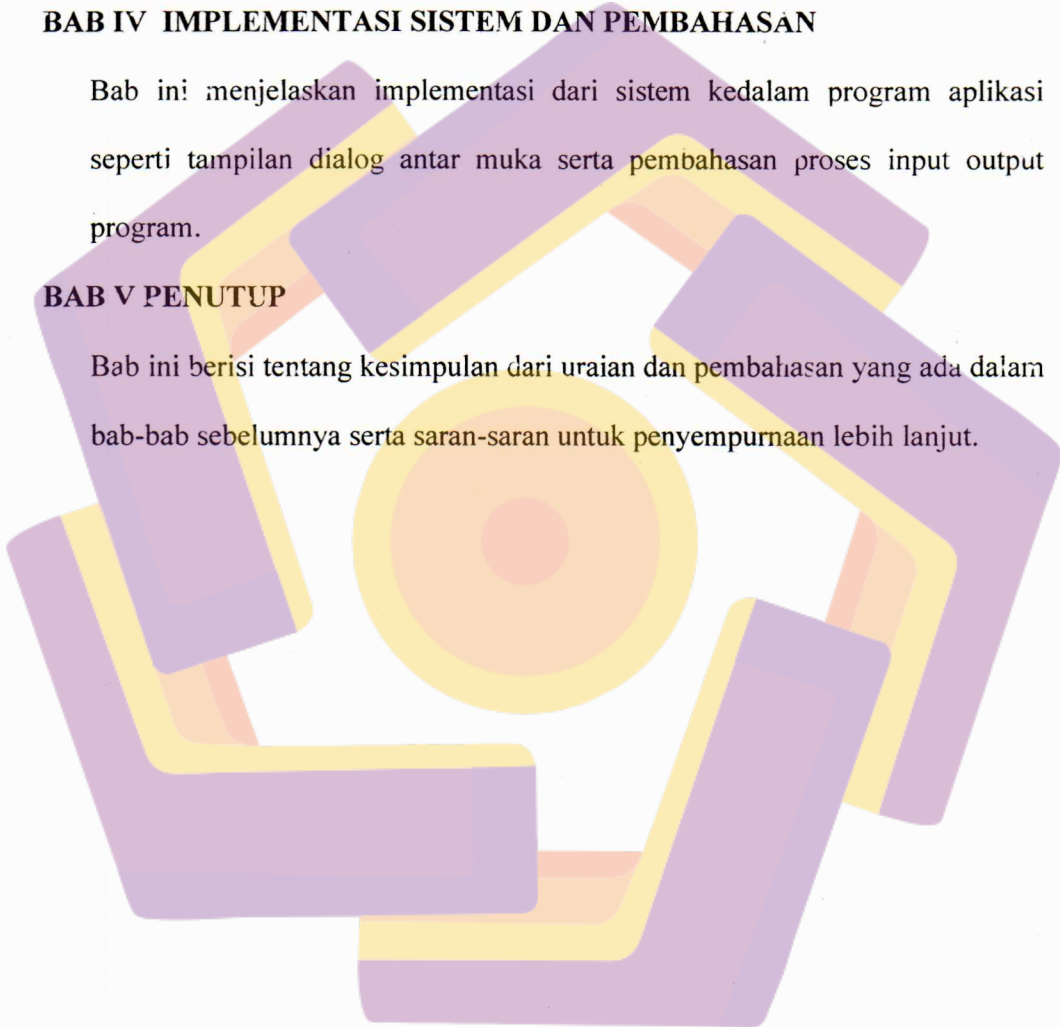 BAB IV IMPLEMENTASI SISTEM DAN PEMBAHASAN
Bab ini menjelaskan implementasi dari sistem kedalam program aplikasi
seperti tampilan dialog antar muka serta pembahasan proses input output
program.
BAB V PENUTUP
Bab ini berisi tentang kesimpulan dari uraian dan pembahasan yang ada dalam
bab-bab sebelumnya serta saran-saran untuk penyempurnaan lebih lanjut.